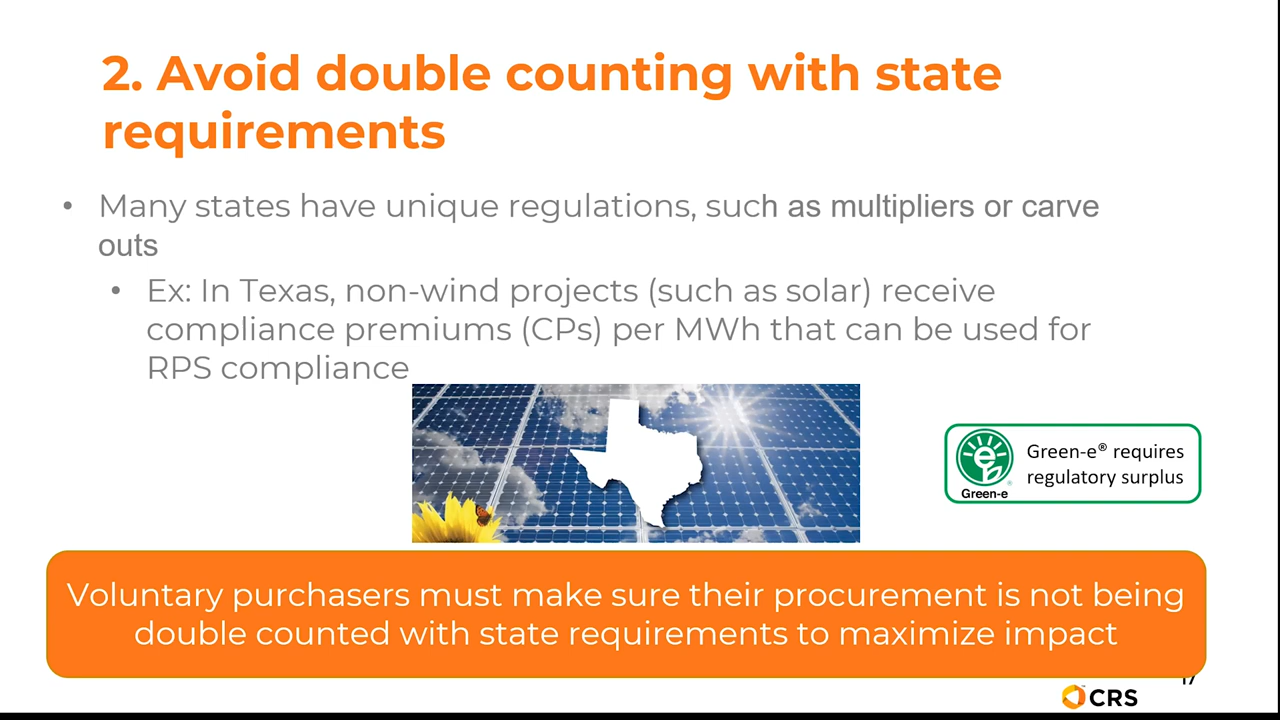 2. Avoid double counting with state
requirements
• Many states have unique regulations, such as multipliers or carve
outs
• Ex: In Texas, non-wind projects (such as solar) receive
compliance premiums (CPs) per MWh that can be used for
RPS compliance
Green-e® requires
regulatory surplus
Green-e®
Voluntary purchasers must make sure their procurement is not being
double counted with state requirements to maximize impact
17
CRS